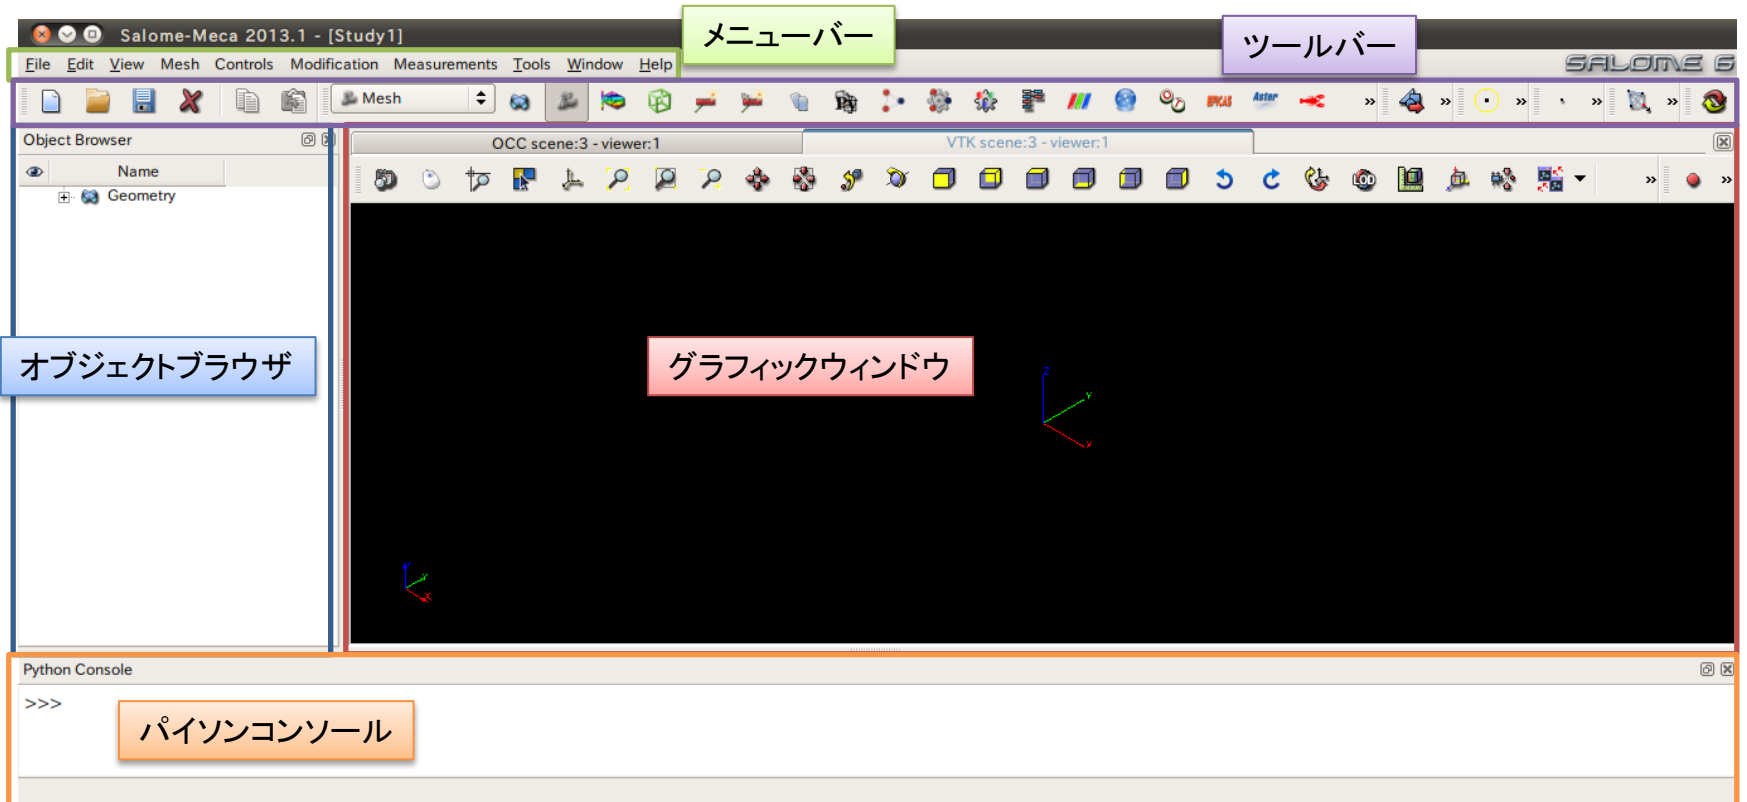 メニューバー
ツールバー
Salome-Meca 2013.1 - [Study1]
File Edit View Mesh Controls Modification Measurements Tools Window Help
SALOME 6
Mesh
EFICAS
Aster
»
»
»
»
»
Object Browser
OCC scene:3 - viewer:1
VTK scene:3 - viewer:1
Name
LOD
»
»
Geometry
オブジェクトブラウザ
グラフィックウィンドウ
Z
Y
X
Y
X
Python Console
>>>
パイソンコンソール